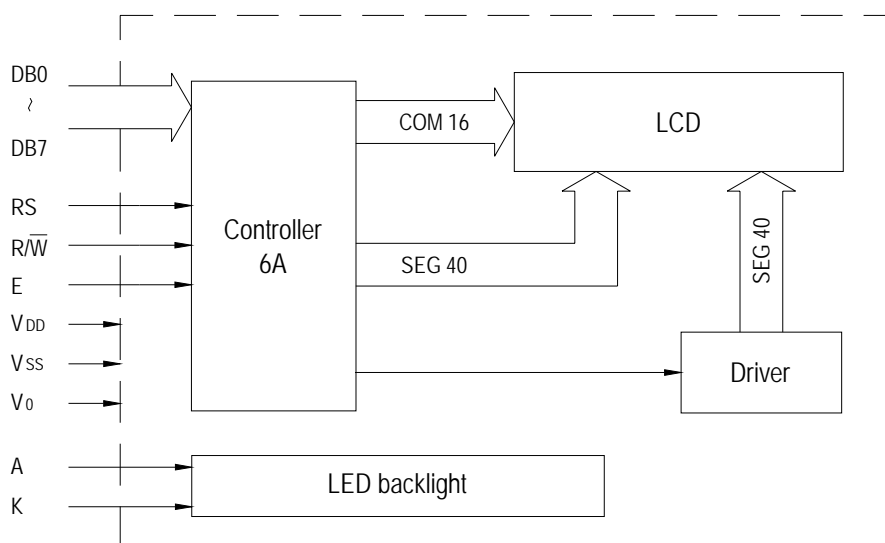 DB0
~
DB7
RS
R/W̅
E
VDD
VSS
V0
A
K
Controller
6A
COM 16
SEG 40
LCD
SEG 40
Driver
LED backlight